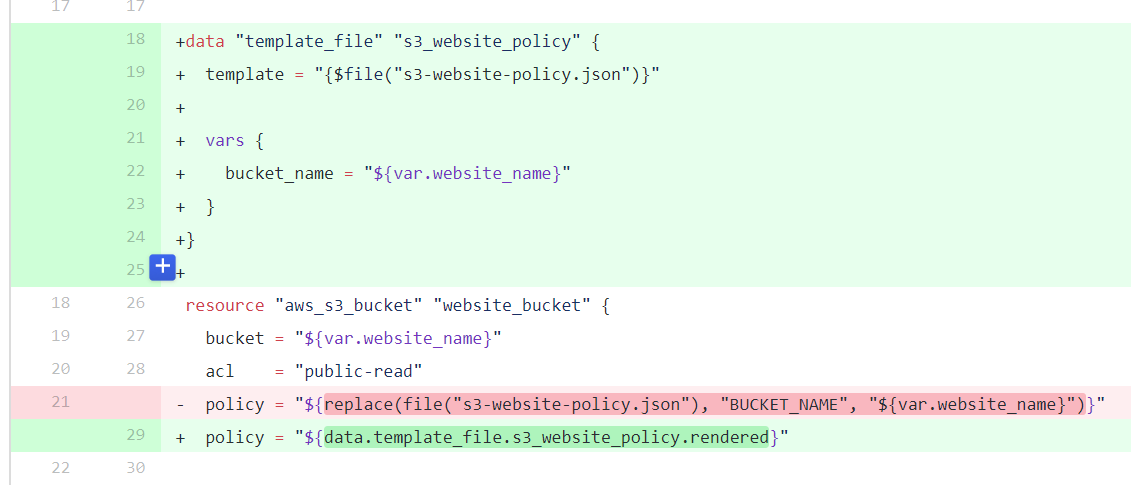 17 17
18 +data "template_file" "s3_website_policy" {
19 +  template = "{$file("s3-website-policy.json")}"
20 +
21 +  vars {
22 +    bucket_name = "${var.website_name}"
23 +  }
24 +}
25 +
18 26 resource "aws_s3_bucket" "website_bucket" {
19 27   bucket = "${var.website_name}"
20 28   acl    = "public-read"
21 -  policy = "${replace(file("s3-website-policy.json"), "BUCKET_NAME", "${var.website_name}")}"
29 +  policy = "${data.template_file.s3_website_policy.rendered}"
22 30